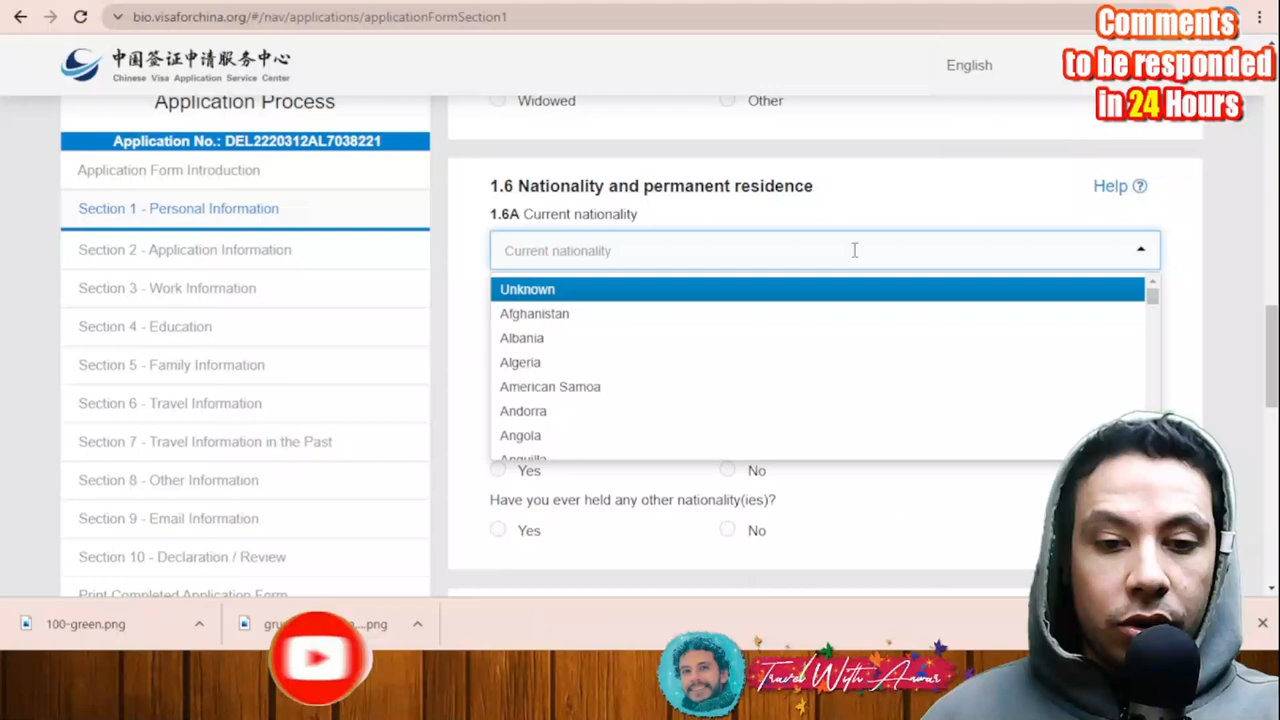 bio.visaforchina.org/#/nav/applications/applicationFormSection1
Comments
to be responded
in 24 Hours
中国签证申请服务中心
Chinese Visa Application Service Center
English
Application Process
Application No.: DEL2220312AL7038221
Application Form Introduction
Section 1 - Personal Information
Section 2 - Application Information
Section 3 - Work Information
Section 4 - Education
Section 5 - Family Information
Section 6 - Travel Information
Section 7 - Travel Information in the Past
Section 8 - Other Information
Section 9 - Email Information
Section 10 - Declaration / Review
Print Completed Application Form
Widowed
Other
1.6 Nationality and permanent residence
Help
1.6A Current nationality
Current nationality
Unknown
Afghanistan
Albania
Algeria
American Samoa
Andorra
Angola
Anguilla
Yes
No
Have you ever held any other nationality(ies)?
Yes
No
100-green.png
....png
Travel With Anwar